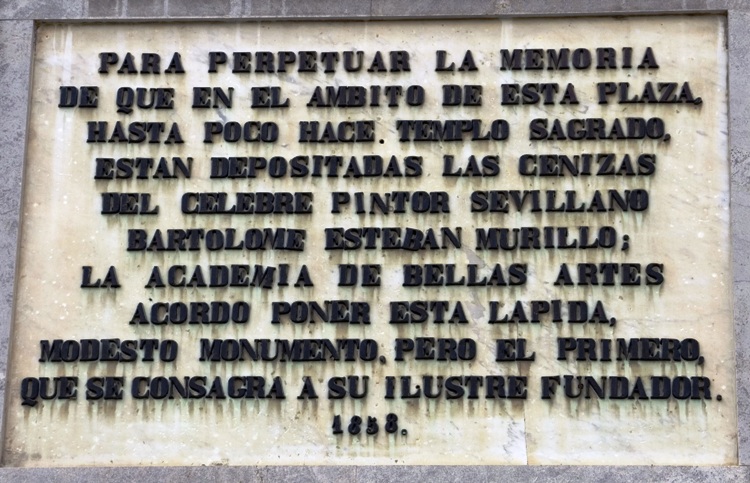 PARA PERPETUAR LA MEMORIA
DE QUE EN EL AMBITO DE ESTA PLAZA,
HASTA POCO HACE. TEMPLO SAGRADO,
ESTAN DEPOSITADAS LAS CENIZAS
DEL CELEBRE PINTOR SEVILLANO
BARTOLOME ESTEBAN MURILLO;
LA ACADEMIA DE BELLAS ARTES
ACORDO PONER ESTA LAPIDA,
MODESTO MONUMENTO, PERO EL PRIMERO,
QUE SE CONSAGRA A SU ILUSTRE FUNDADOR.
1858.